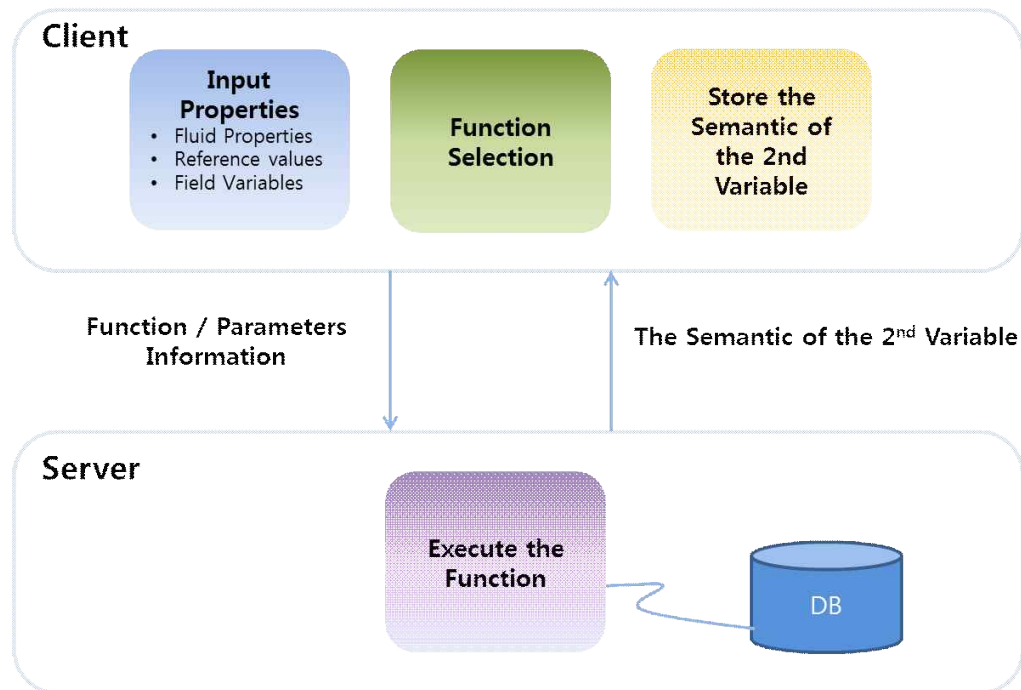 Client
Input
Properties
• Fluid Properties
• Reference values
• Field Variables
Function
Selection
Store the
Semantic of
the 2nd
Variable
Function / Parameters
Information
The Semantic of the 2nd Variable
Server
Execute the
Function
DB